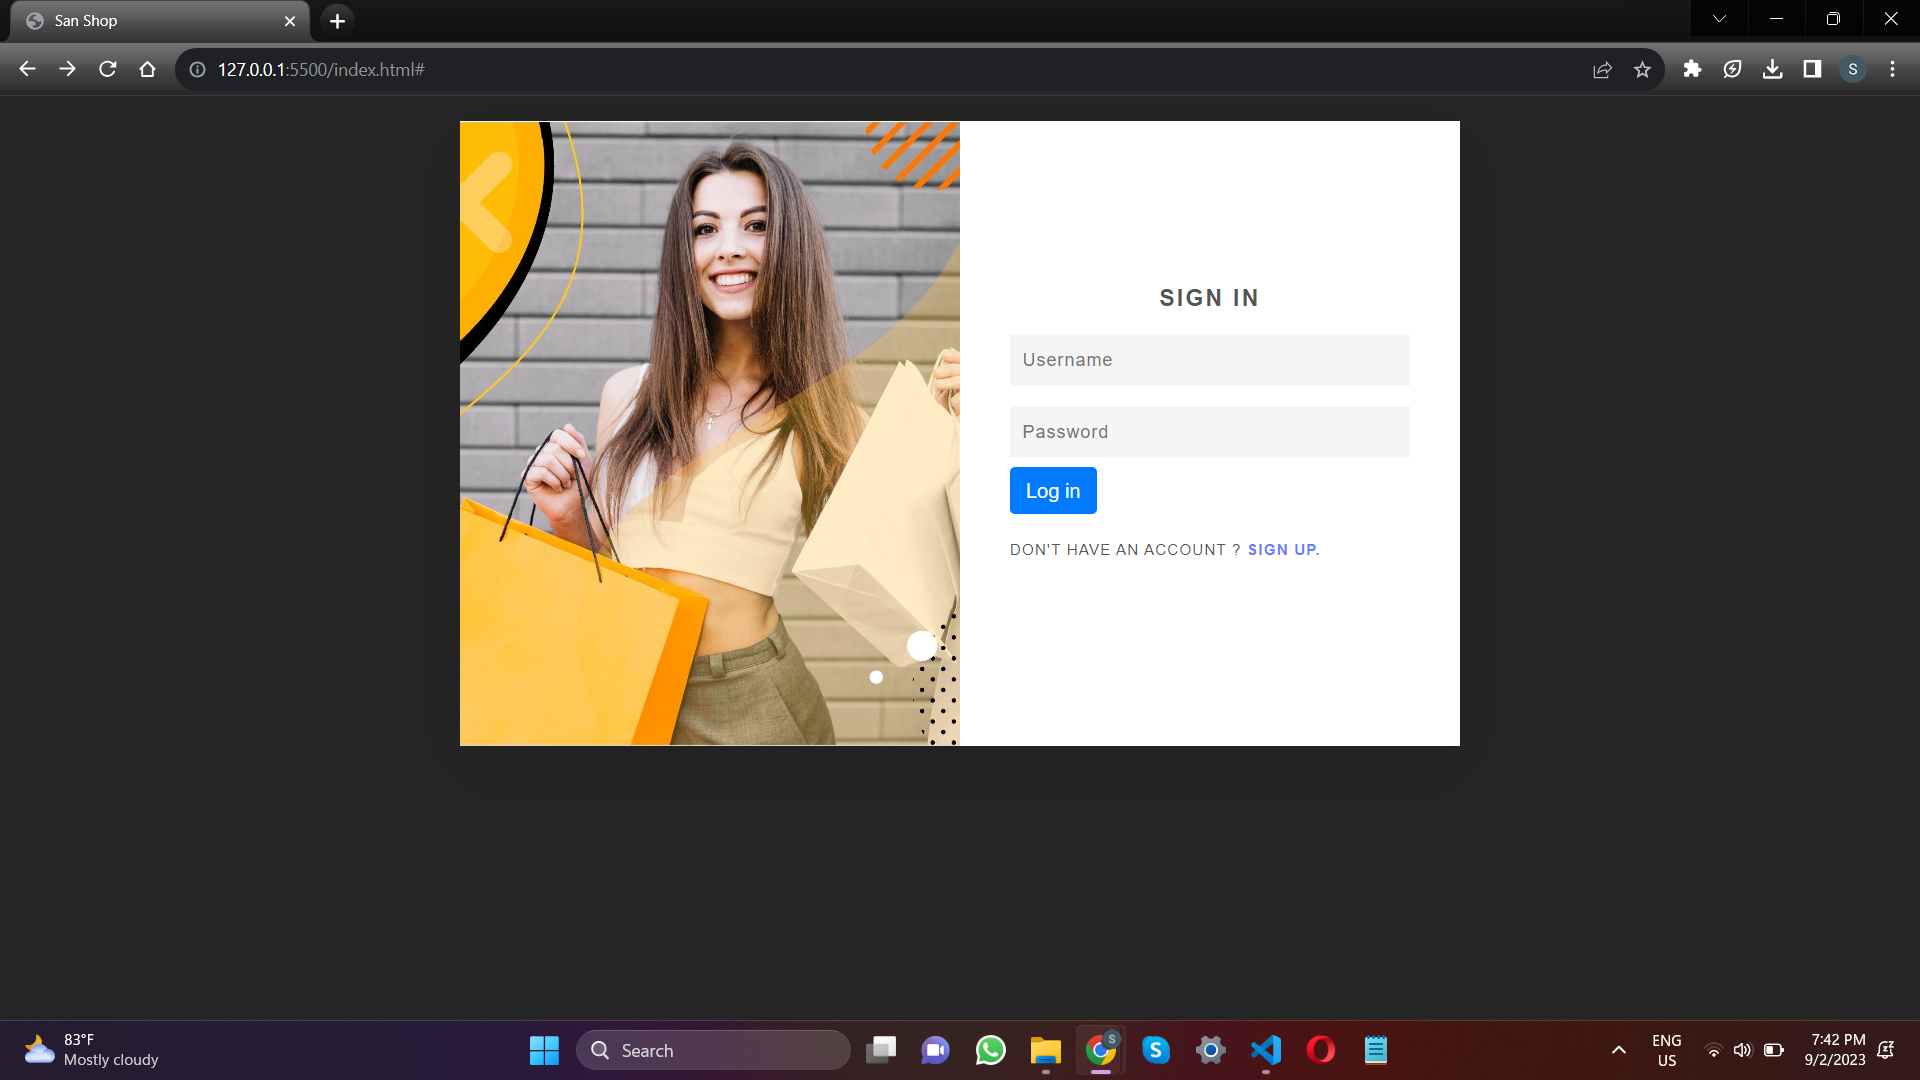 San Shop
127.0.0.1:5500/index.html#
S
SIGN IN
Username
Password
Log in
DON'T HAVE AN ACCOUNT ? SIGN UP.
83°F
Mostly cloudy
Search
S
S
ENG
US
7:42 PM
9/2/2023